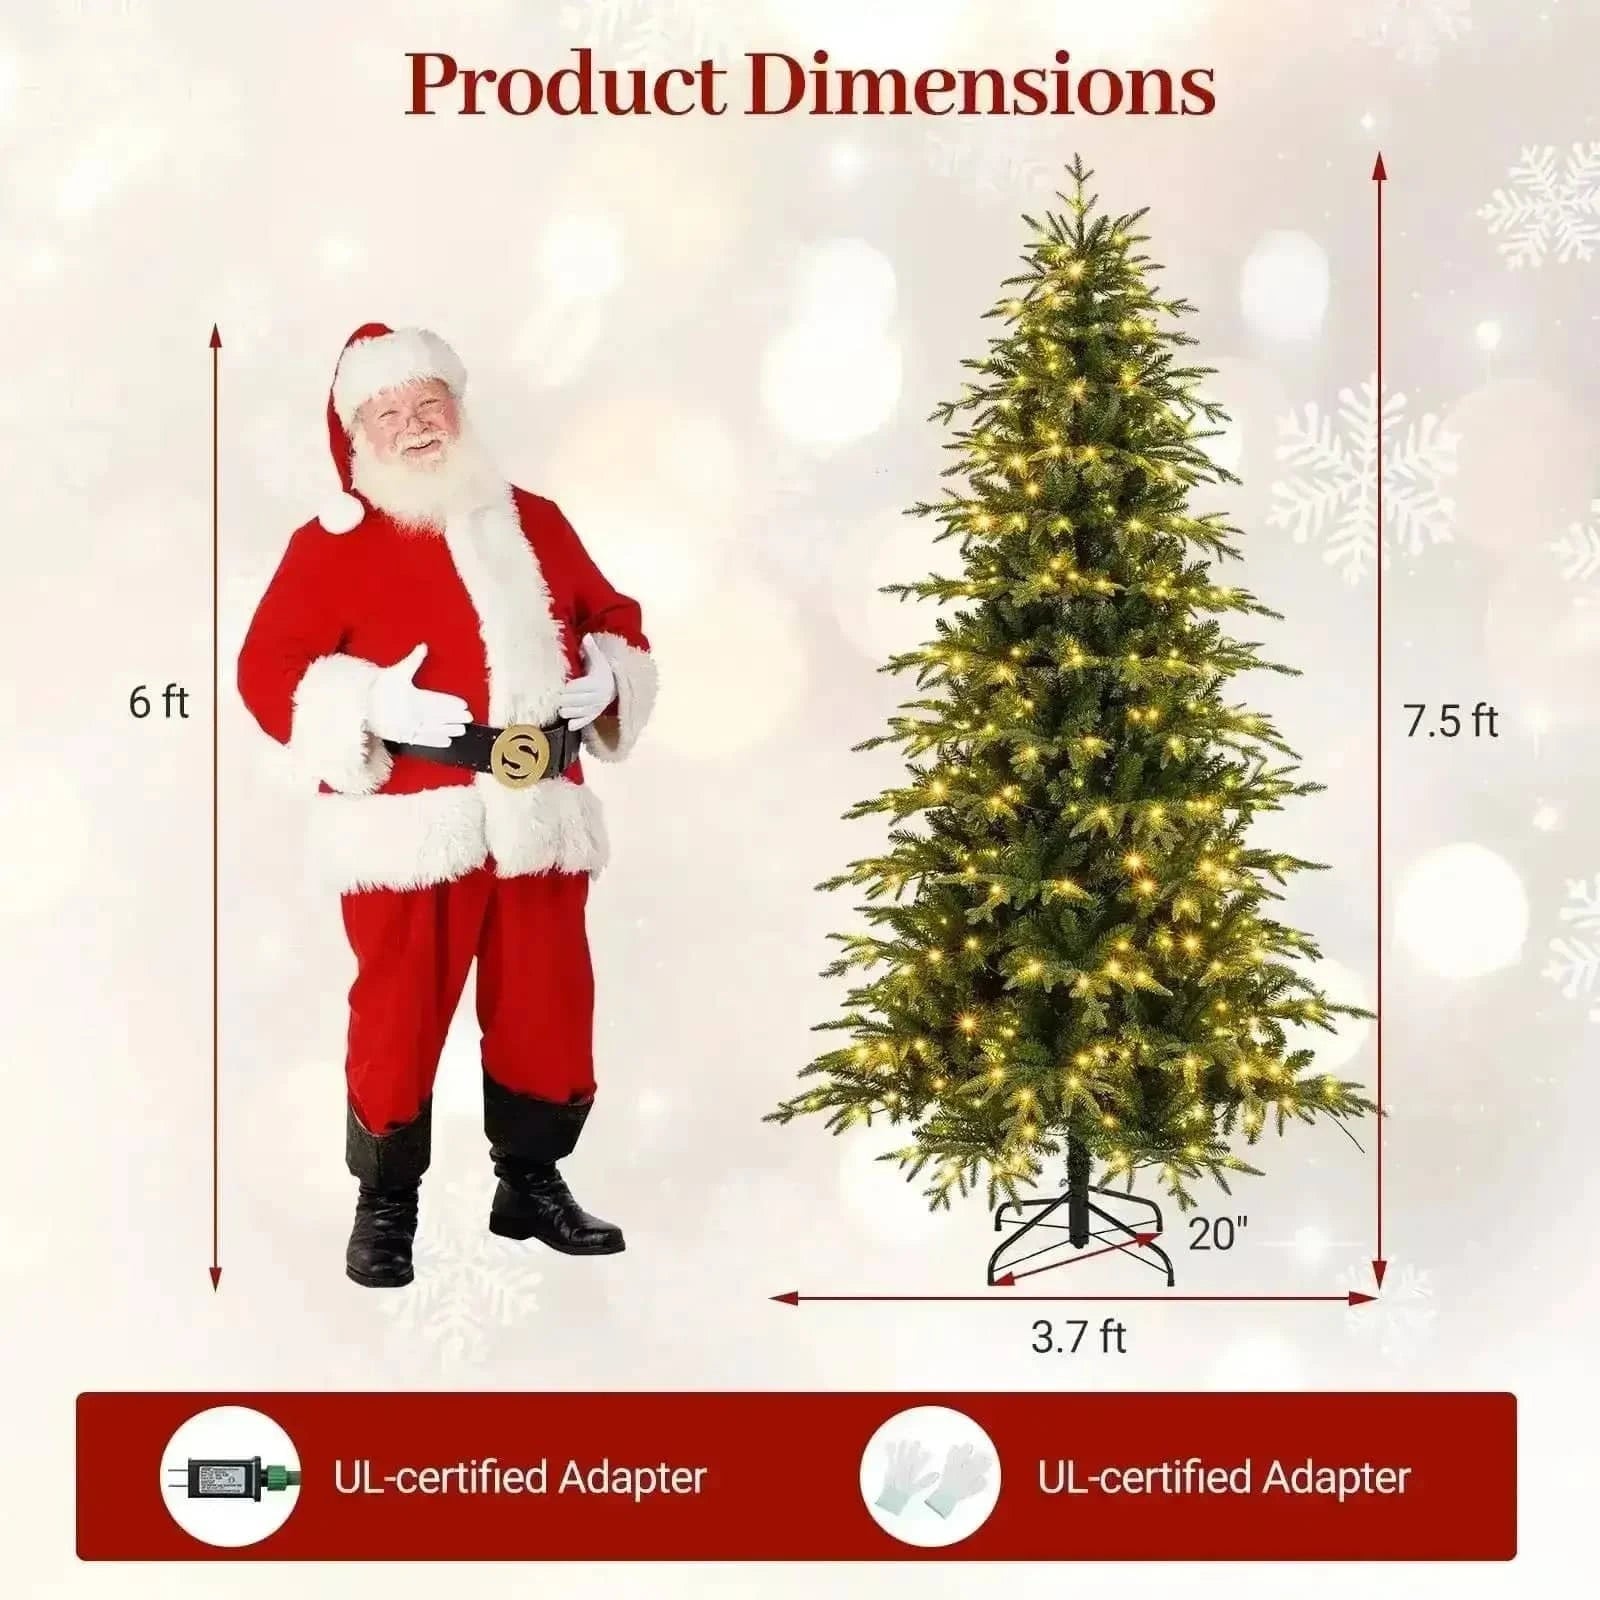 Product Dimensions
6 ft
S
7.5 ft
20"
3.7 ft
UL-certified Adapter
UL-certified Adapter